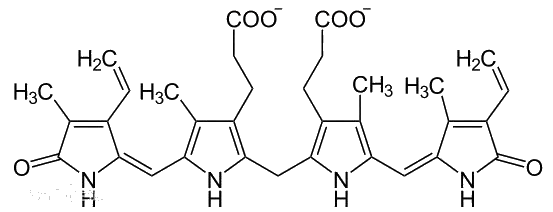 COO⁻ COO⁻
H₂C H₂C
H₃C H₃C CH₃ H₃C
O N H N H N H N H O